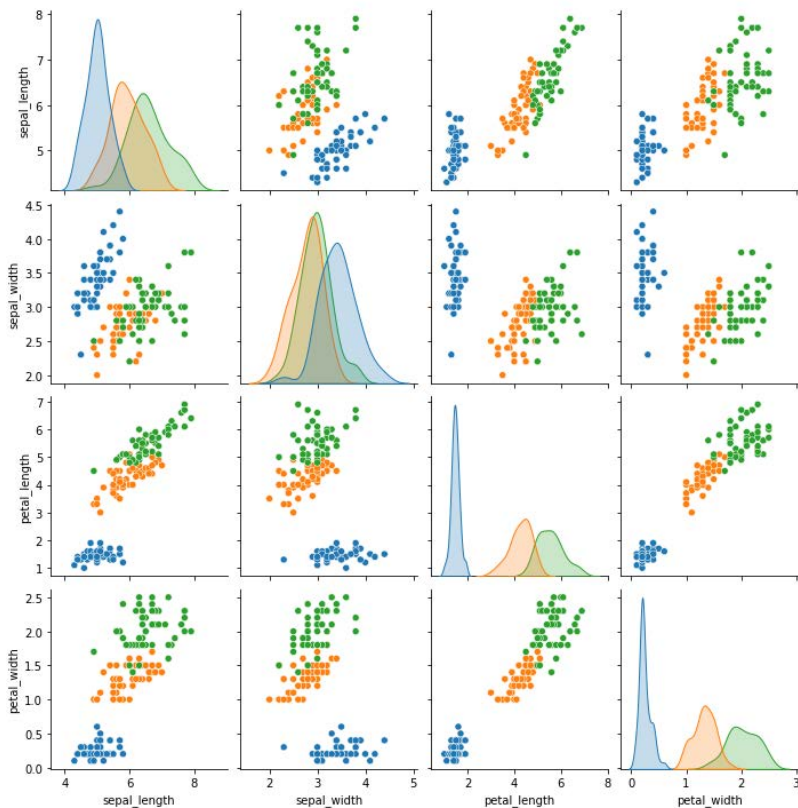 8
7
6
5
sepal_length
4.5
4.0
3.5
3.0
2.5
2.0
sepal_width
7
6
5
4
3
2
1
petal_length
2.5
2.0
1.5
1.0
0.5
0.0
petal_width
4 6 8
2 3 4 5
2 4 6 8
0 1 2 3
sepal_length sepal_width petal_length petal_width